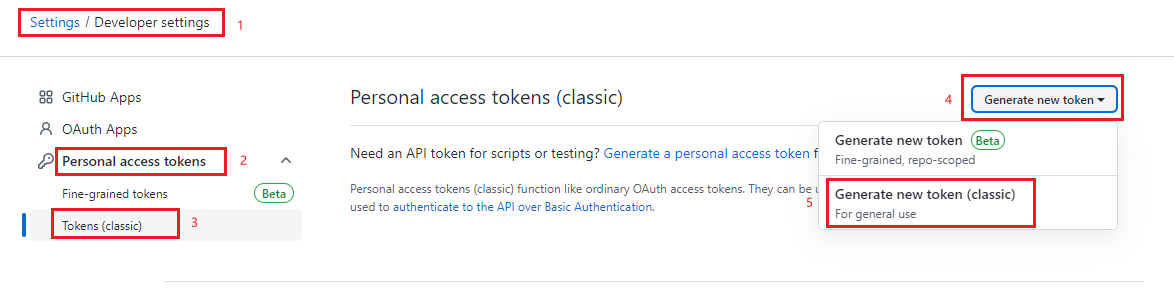 Settings / Developer settings 1
GitHub Apps
OAuth Apps
Personal access tokens 2
Fine-grained tokens Beta
Tokens (classic) 3
Personal access tokens (classic)
4 Generate new token
Need an API token for scripts or testing? Generate a personal access token f
Personal access tokens (classic) function like ordinary OAuth access tokens. They can be u
used to authenticate to the API over Basic Authentication.
Generate new token Beta
Fine-grained, repo-scoped
5 Generate new token (classic)
For general use